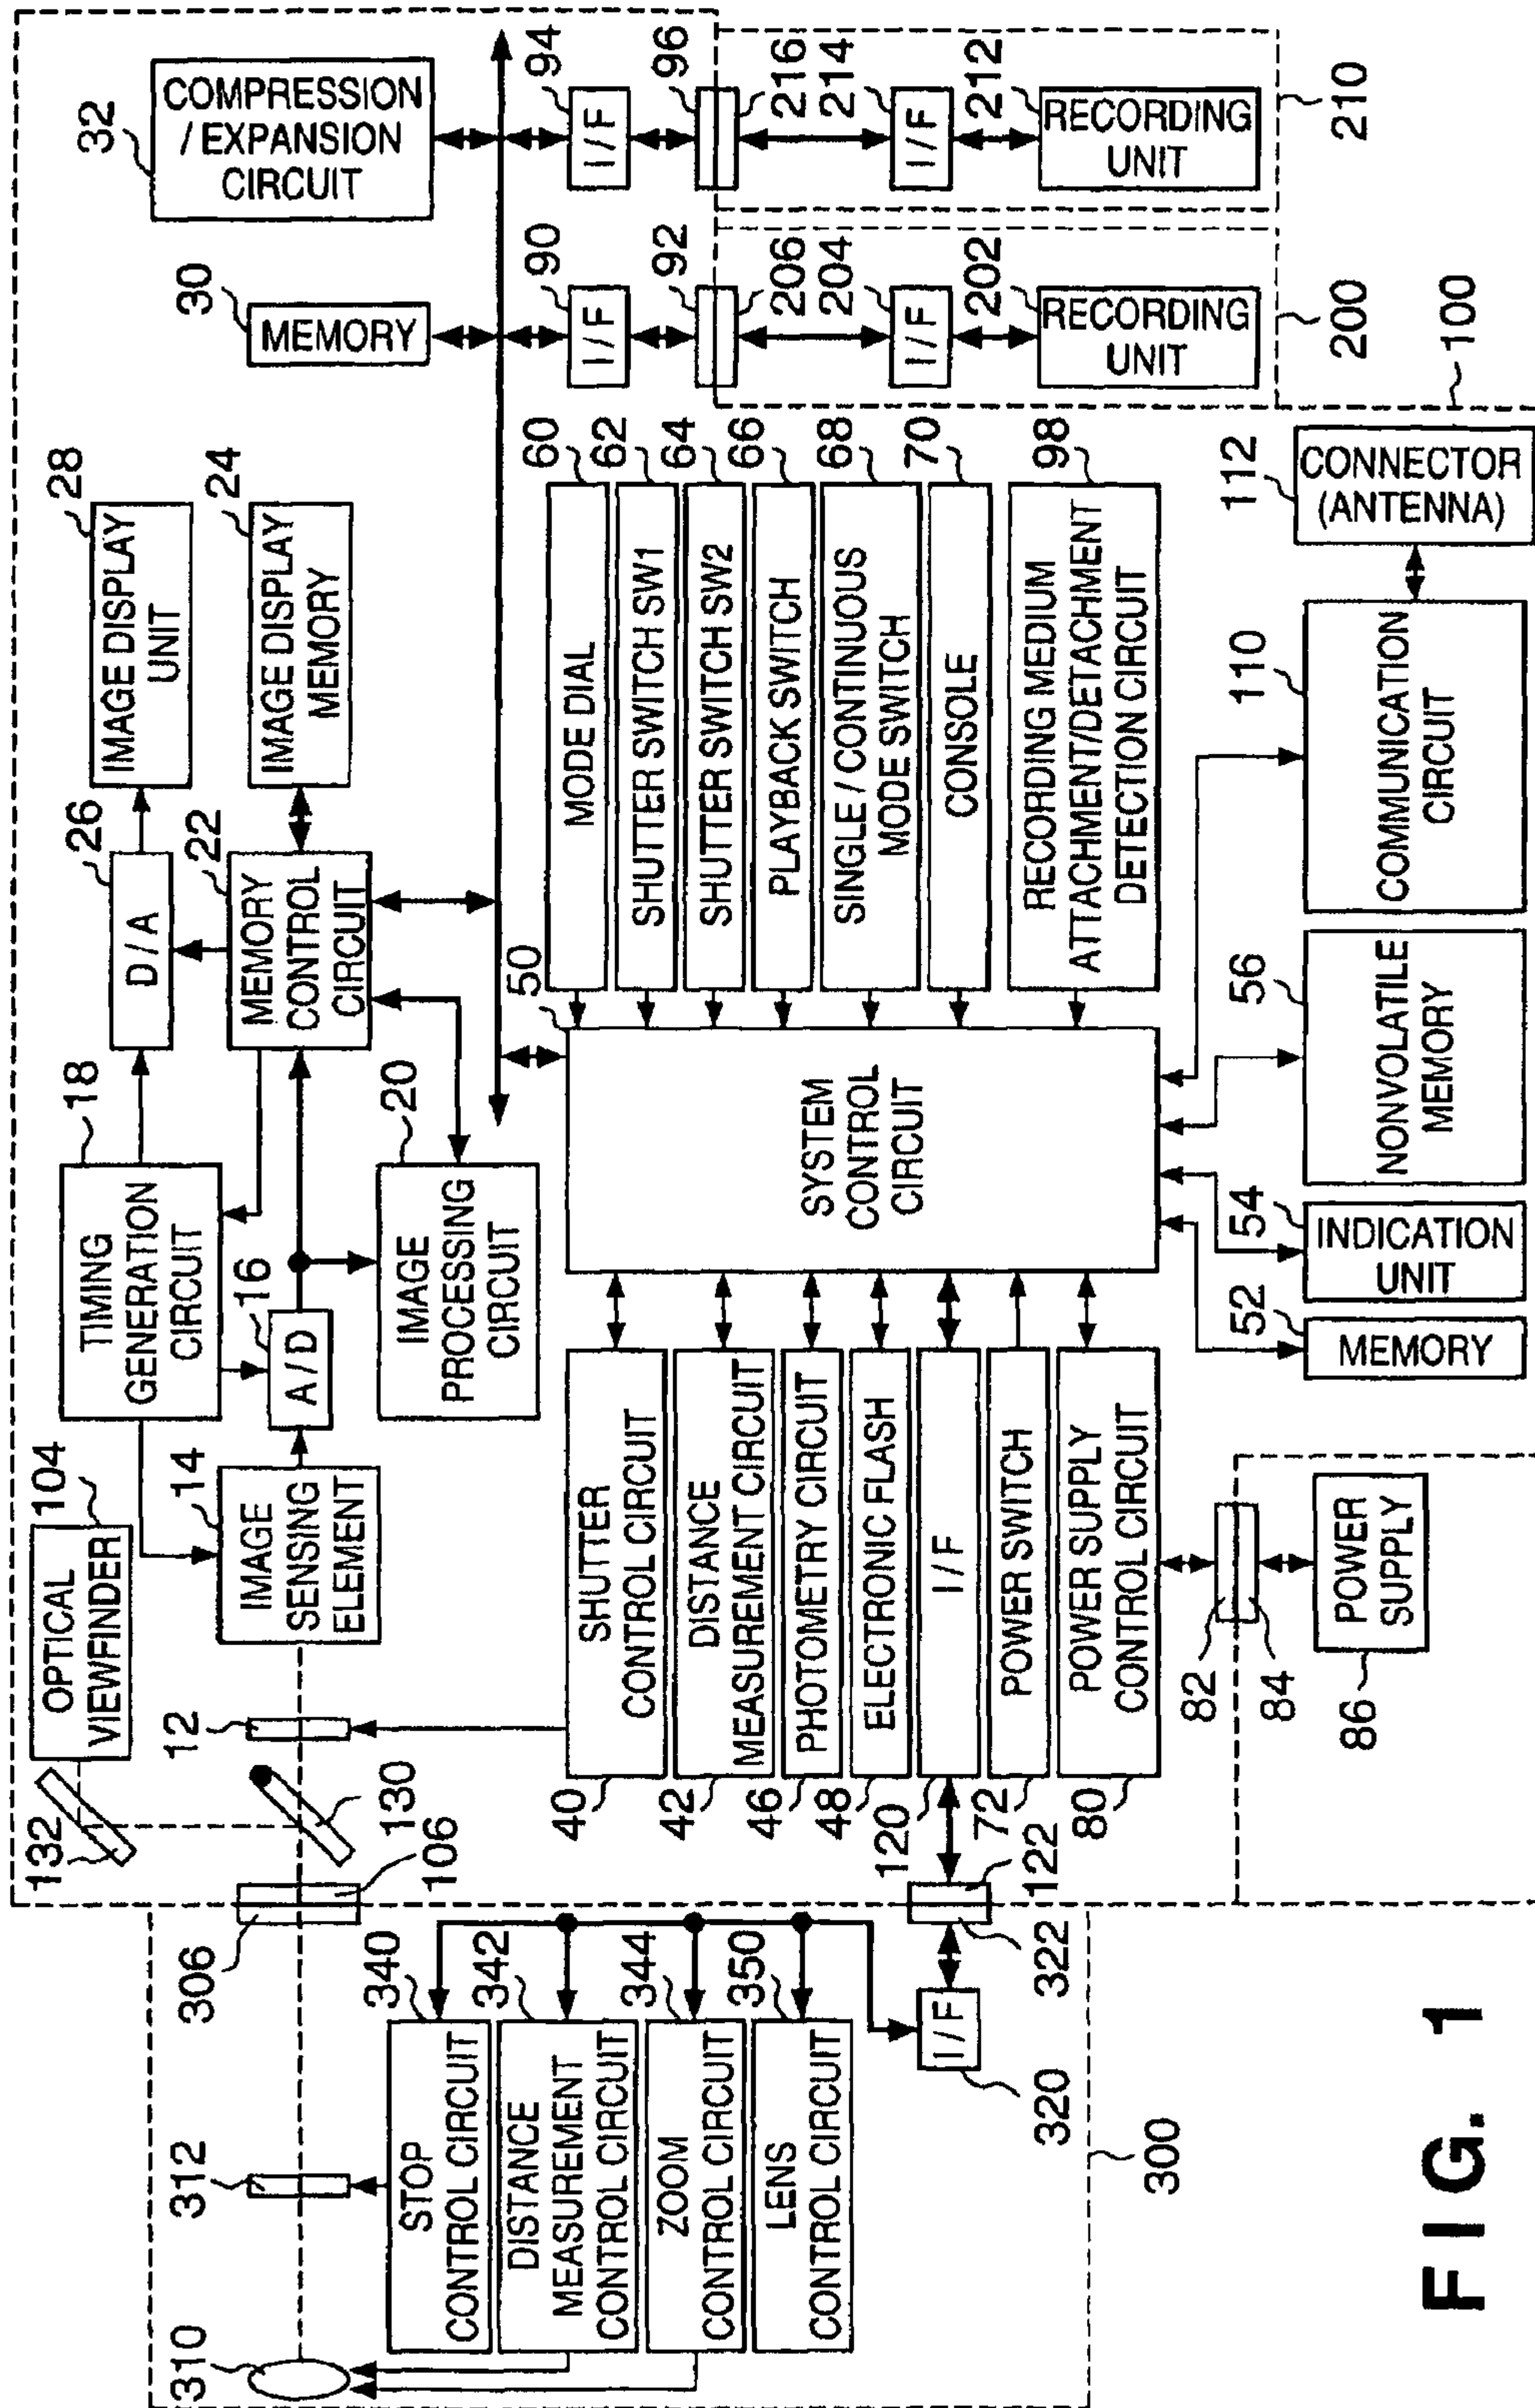 32
COMPRESSION
/ EXPANSION
CIRCUIT
30
MEMORY
94
I / F
96
216
214
I / F
212
RECORDING
UNIT
210
90
I / F
92
206
204
I / F
202
RECORDING
UNIT
200
100
28
IMAGE DISPLAY
UNIT
24
IMAGE DISPLAY
MEMORY
26
D / A
22
MEMORY
CONTROL
CIRCUIT
18
TIMING
GENERATION
CIRCUIT
16
A / D
20
IMAGE
PROCESSING
CIRCUIT
104
OPTICAL
VIEWFINDER
14
IMAGE
SENSING
ELEMENT
12
132
130
106
306
312
310
60
MODE DIAL
62
SHUTTER SWITCH SW1
64
SHUTTER SWITCH SW2
66
PLAYBACK SWITCH
68
SINGLE / CONTINUOUS
MODE SWITCH
70
CONSOLE
98
RECORDING MEDIUM
ATTACHMENT/DETACHMENT
DETECTION CIRCUIT
50
SYSTEM
CONTROL
CIRCUIT
SHUTTER
CONTROL CIRCUIT
40
DISTANCE
MEASUREMENT CIRCUIT
42
PHOTOMETRY CIRCUIT
46
ELECTRONIC FLASH
48
I / F
120
POWER SWITCH
72
POWER SUPPLY
CONTROL CIRCUIT
80
122
322
I / F
320
340
STOP
CONTROL CIRCUIT
342
DISTANCE
MEASUREMENT
CONTROL CIRCUIT
344
ZOOM
CONTROL CIRCUIT
350
LENS
CONTROL CIRCUIT
300
112
CONNECTOR
(ANTENNA)
110
COMMUNICATION
CIRCUIT
56
NONVOLATILE
MEMORY
54
INDICATION
UNIT
52
MEMORY
82
84
POWER
SUPPLY
86
FIG. 1